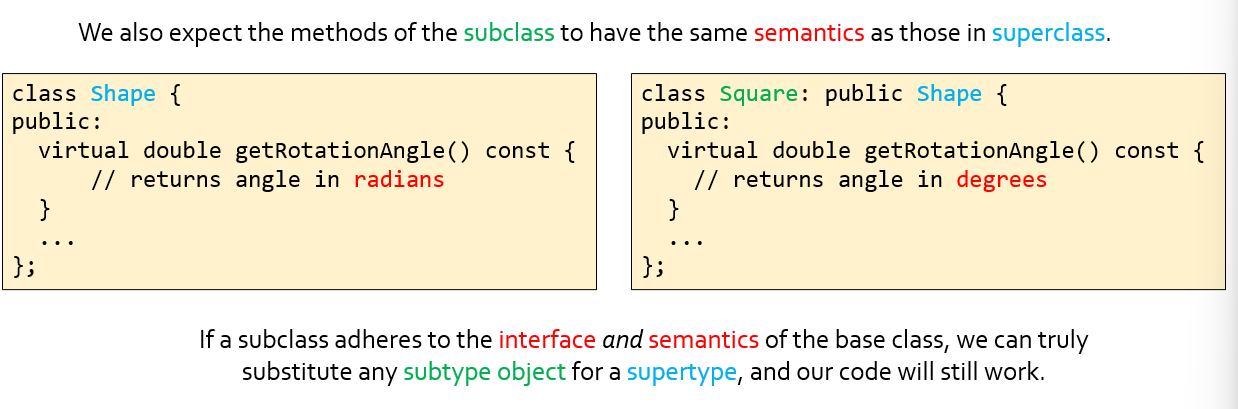 We also expect the methods of the subclass to have the same semantics as those in superclass.
class Shape {
public:
  virtual double getRotationAngle() const {
      // returns angle in radians
  }
  ...
};
class Square: public Shape {
public:
  virtual double getRotationAngle() const {
    // returns angle in degrees
  }
  ...
};
If a subclass adheres to the interface and semantics of the base class, we can truly
substitute any subtype object for a supertype, and our code will still work.